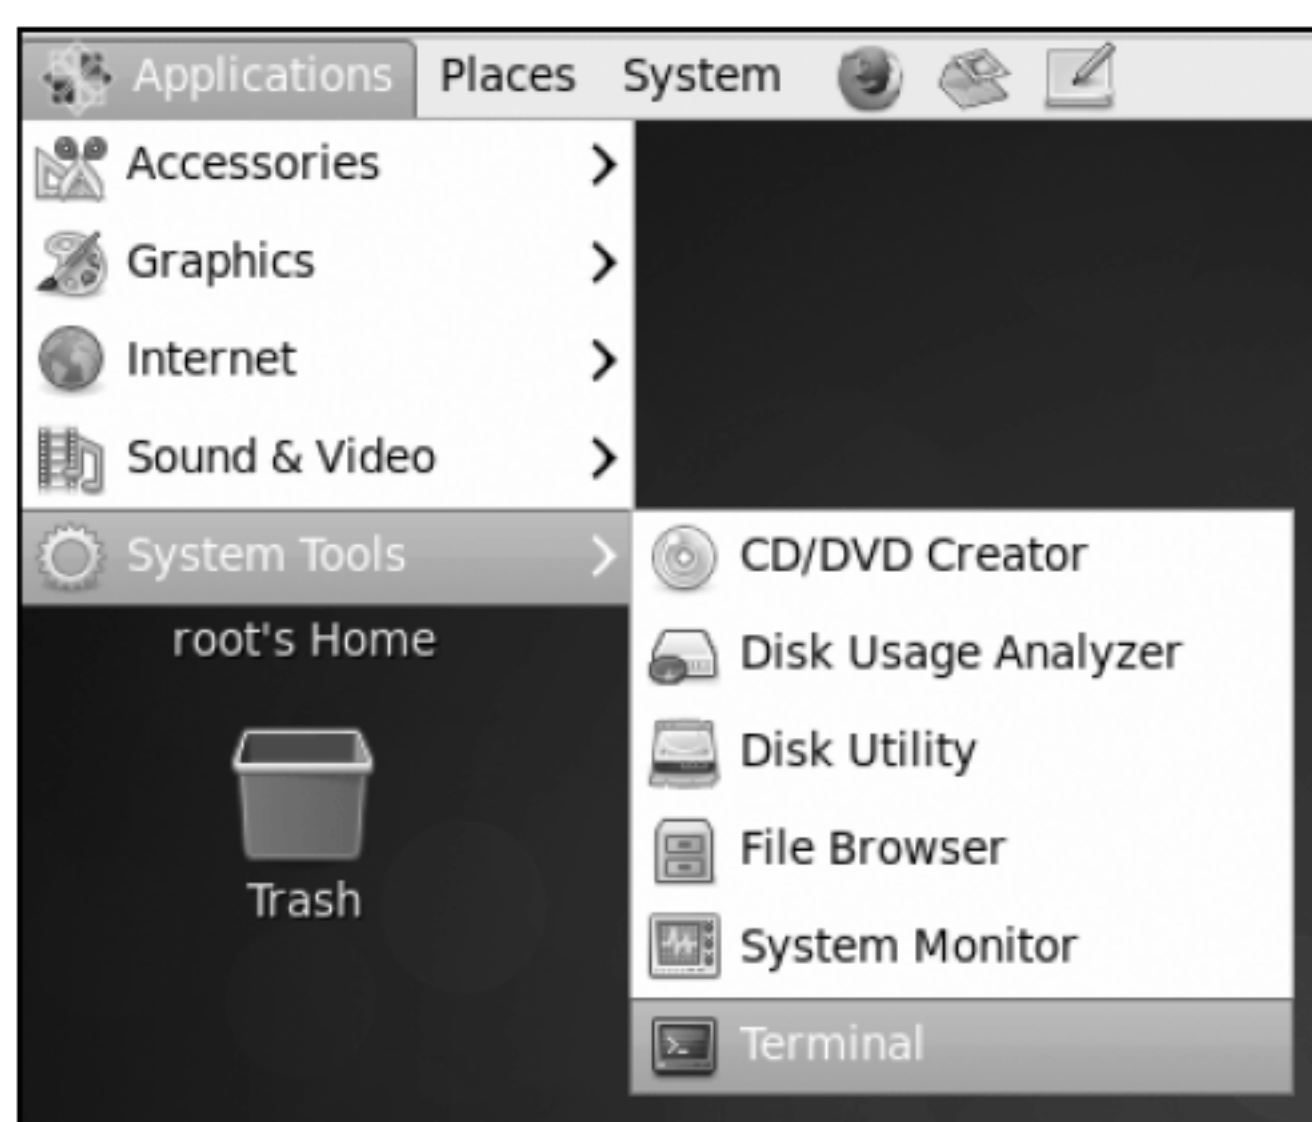 Applications Places System
Accessories
Graphics
Internet
Sound & Video
System Tools
CD/DVD Creator
Disk Usage Analyzer
Disk Utility
File Browser
System Monitor
Terminal
root's Home
Trash